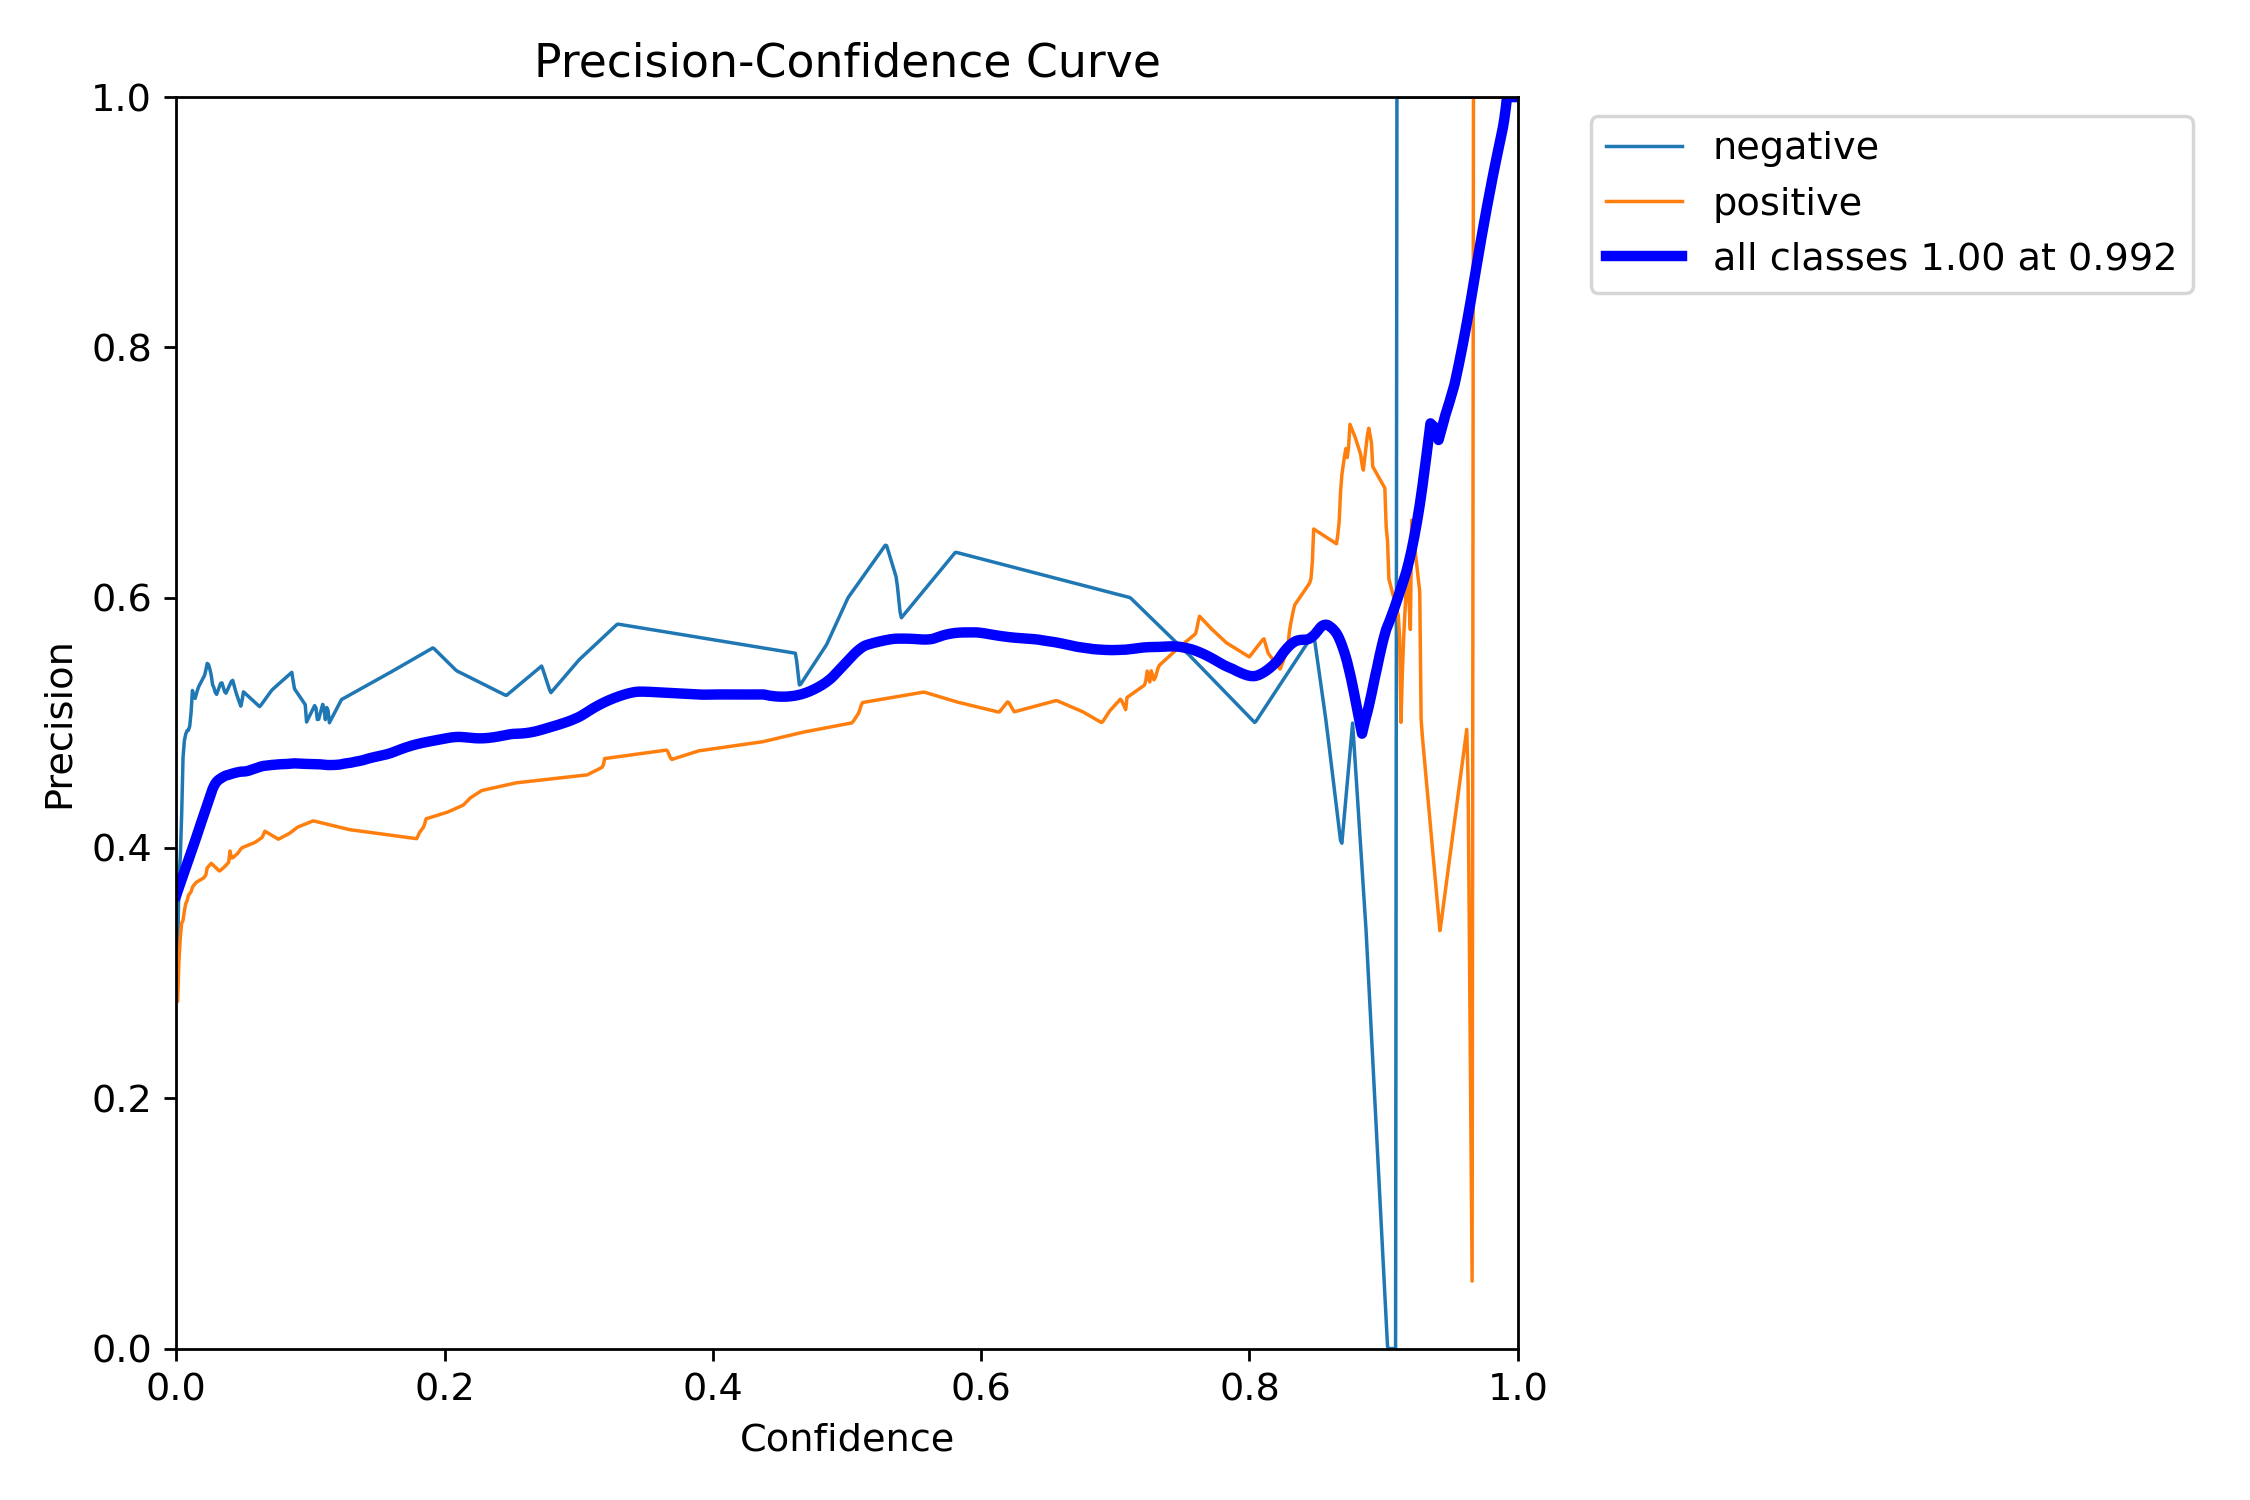 Precision-Confidence Curve
1.0
0.8
0.6
0.4
0.2
0.0
Precision
0.0 0.2 0.4 0.6 0.8 1.0
Confidence
negative
positive
all classes 1.00 at 0.992